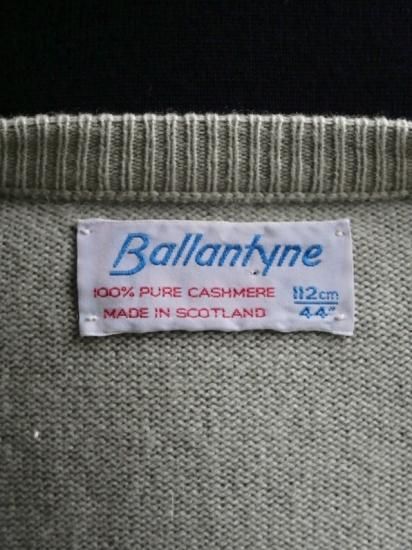 Ballantyne
100% PURE CASHMERE 112cm
MADE IN SCOTLAND 44"